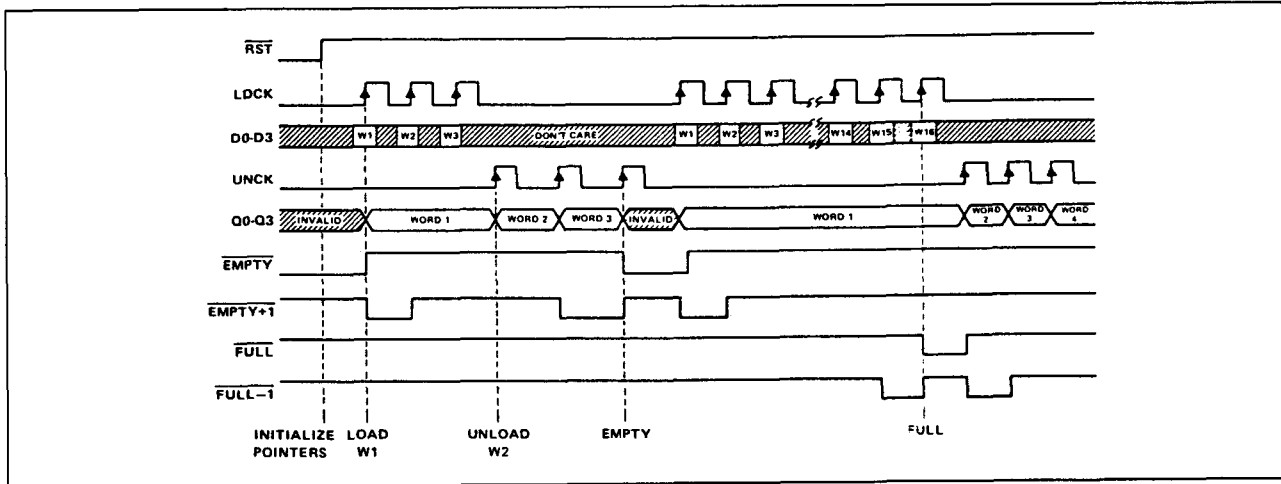 RST
LDCK
D0-D3 W1 W2 W3 DON'T CARE W1 W2 W3 W14 W15 W16
UNCK
Q0-Q3 INVALID WORD 1 WORD 2 WORD 3 INVALID WORD 1 WORD 2 WORD 3 WORD 4
EMPTY
EMPTY+1
FULL
FULL−1
INITIALIZE POINTERS
LOAD W1
UNLOAD W2
EMPTY
FULL